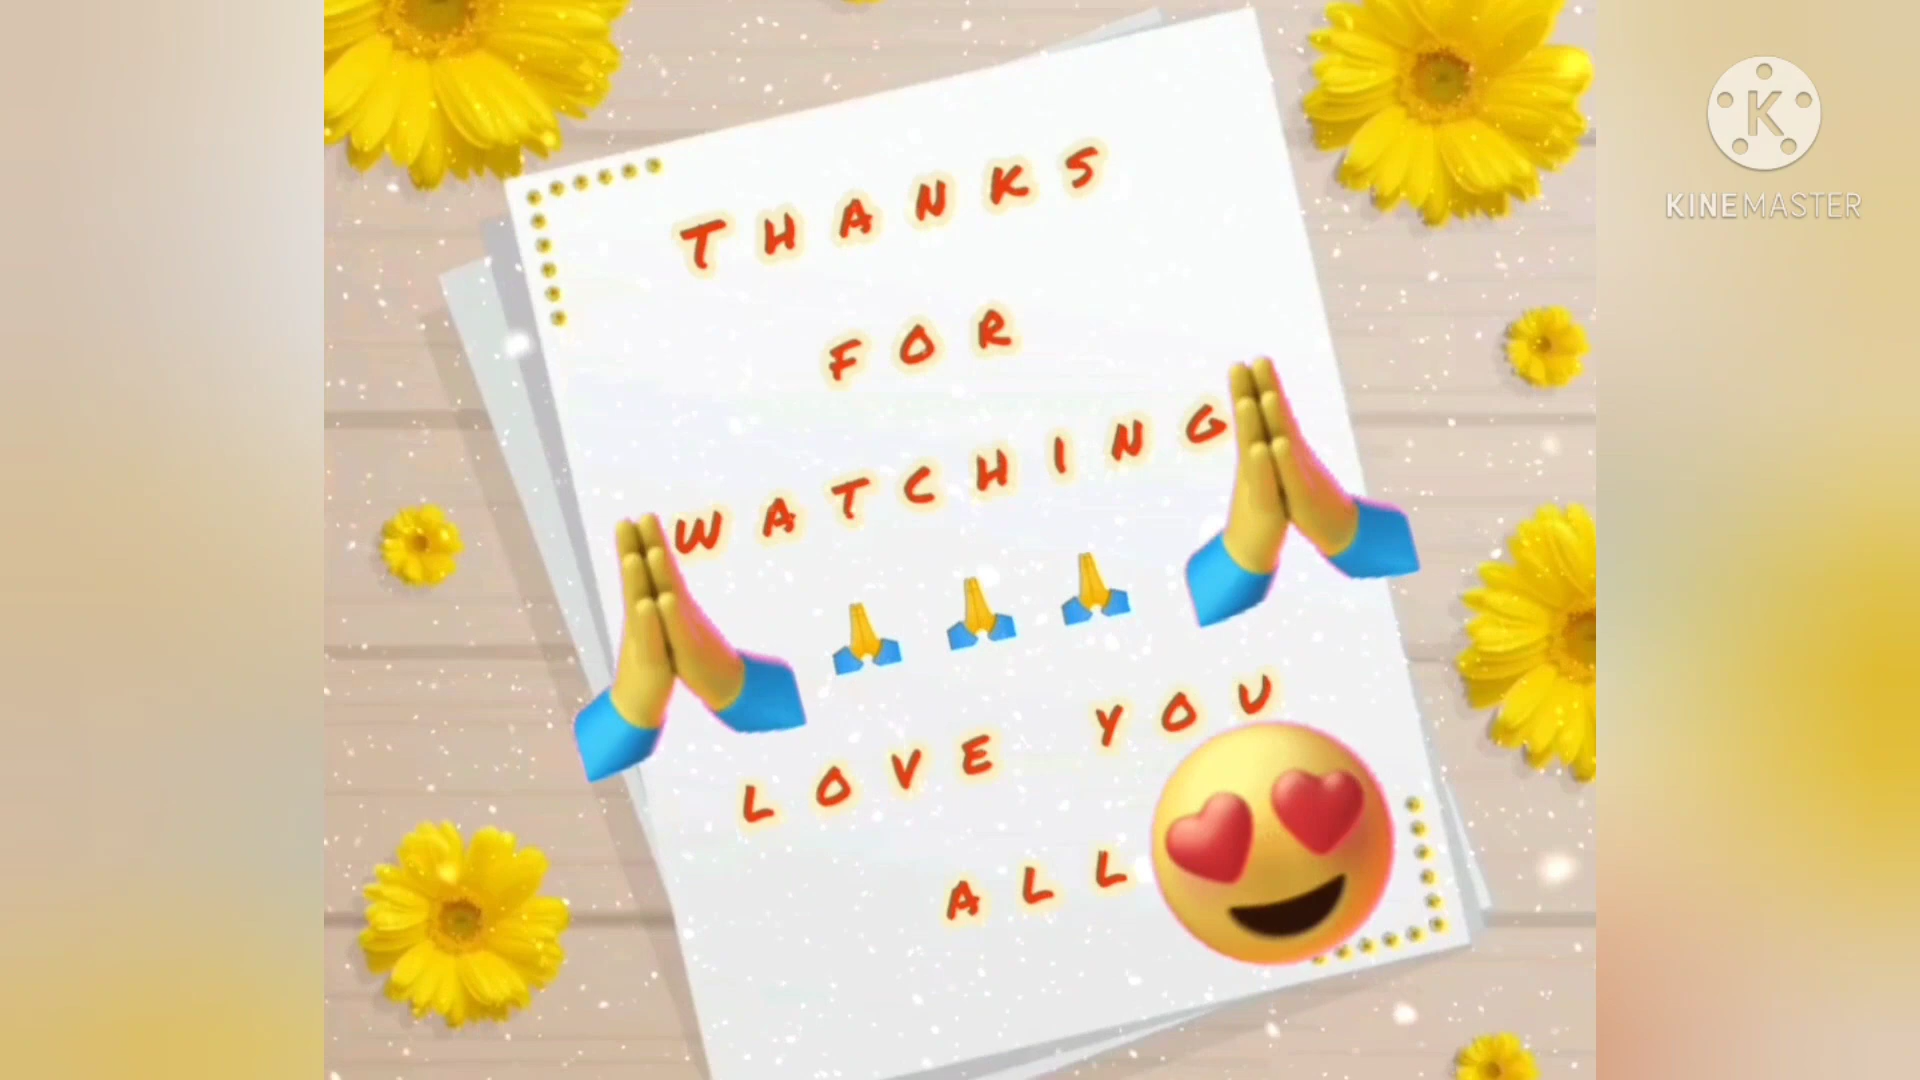 THANKS
FOR
WATCHING
🙏 🙏 🙏
LOVE YOU
ALL
K
KINEMASTER